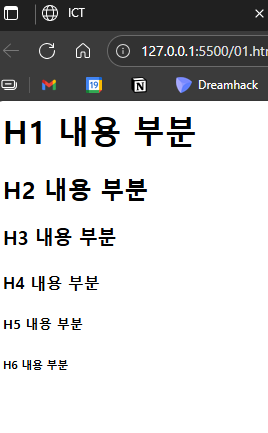 ICT
127.0.0.1:5500/01.ht
19
Dreamhack
H1 내용 부분
H2 내용 부분
H3 내용 부분
H4 내용 부분
H5 내용 부분
H6 내용 부분